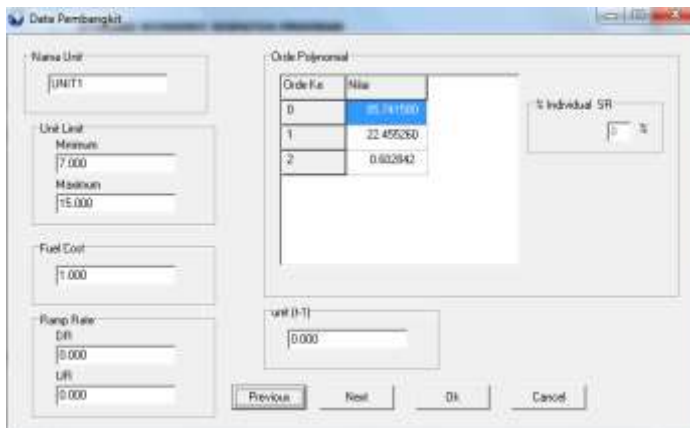 Data Pembangkit
Nama Unit
UNIT1
Unit Limit
Minimum
7.000
Maximum
15.000
Fuel Cost
1.000
Ramp Rate
DR
0.000
UR
0.000
Orde Polynomial
Orde Ke Nilai
0 85.741500
1 22.455260
2 0.602842
% Individual SR
%
unit (t-1)
0.000
Previous Next Ok Cancel